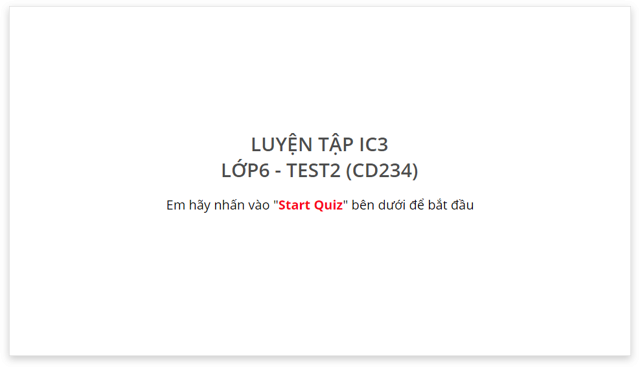 LUYỆN TẬP IC3
LỚP6 - TEST2 (CD234)
Em hãy nhấn vào "Start Quiz" bên dưới để bắt đầu